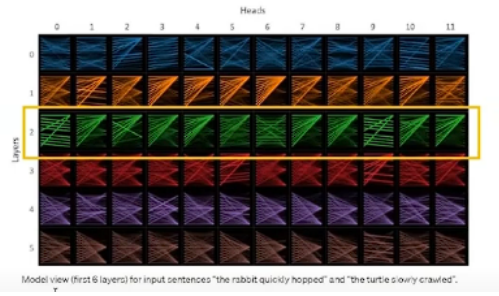 Heads
0 1 2 3 4 5 6 7 8 9 10 11
Layers
0
1
2
3
4
5
Model view (first 6 layers) for input sentences "the rabbit quickly hopped" and "the turtle slowly crawled".